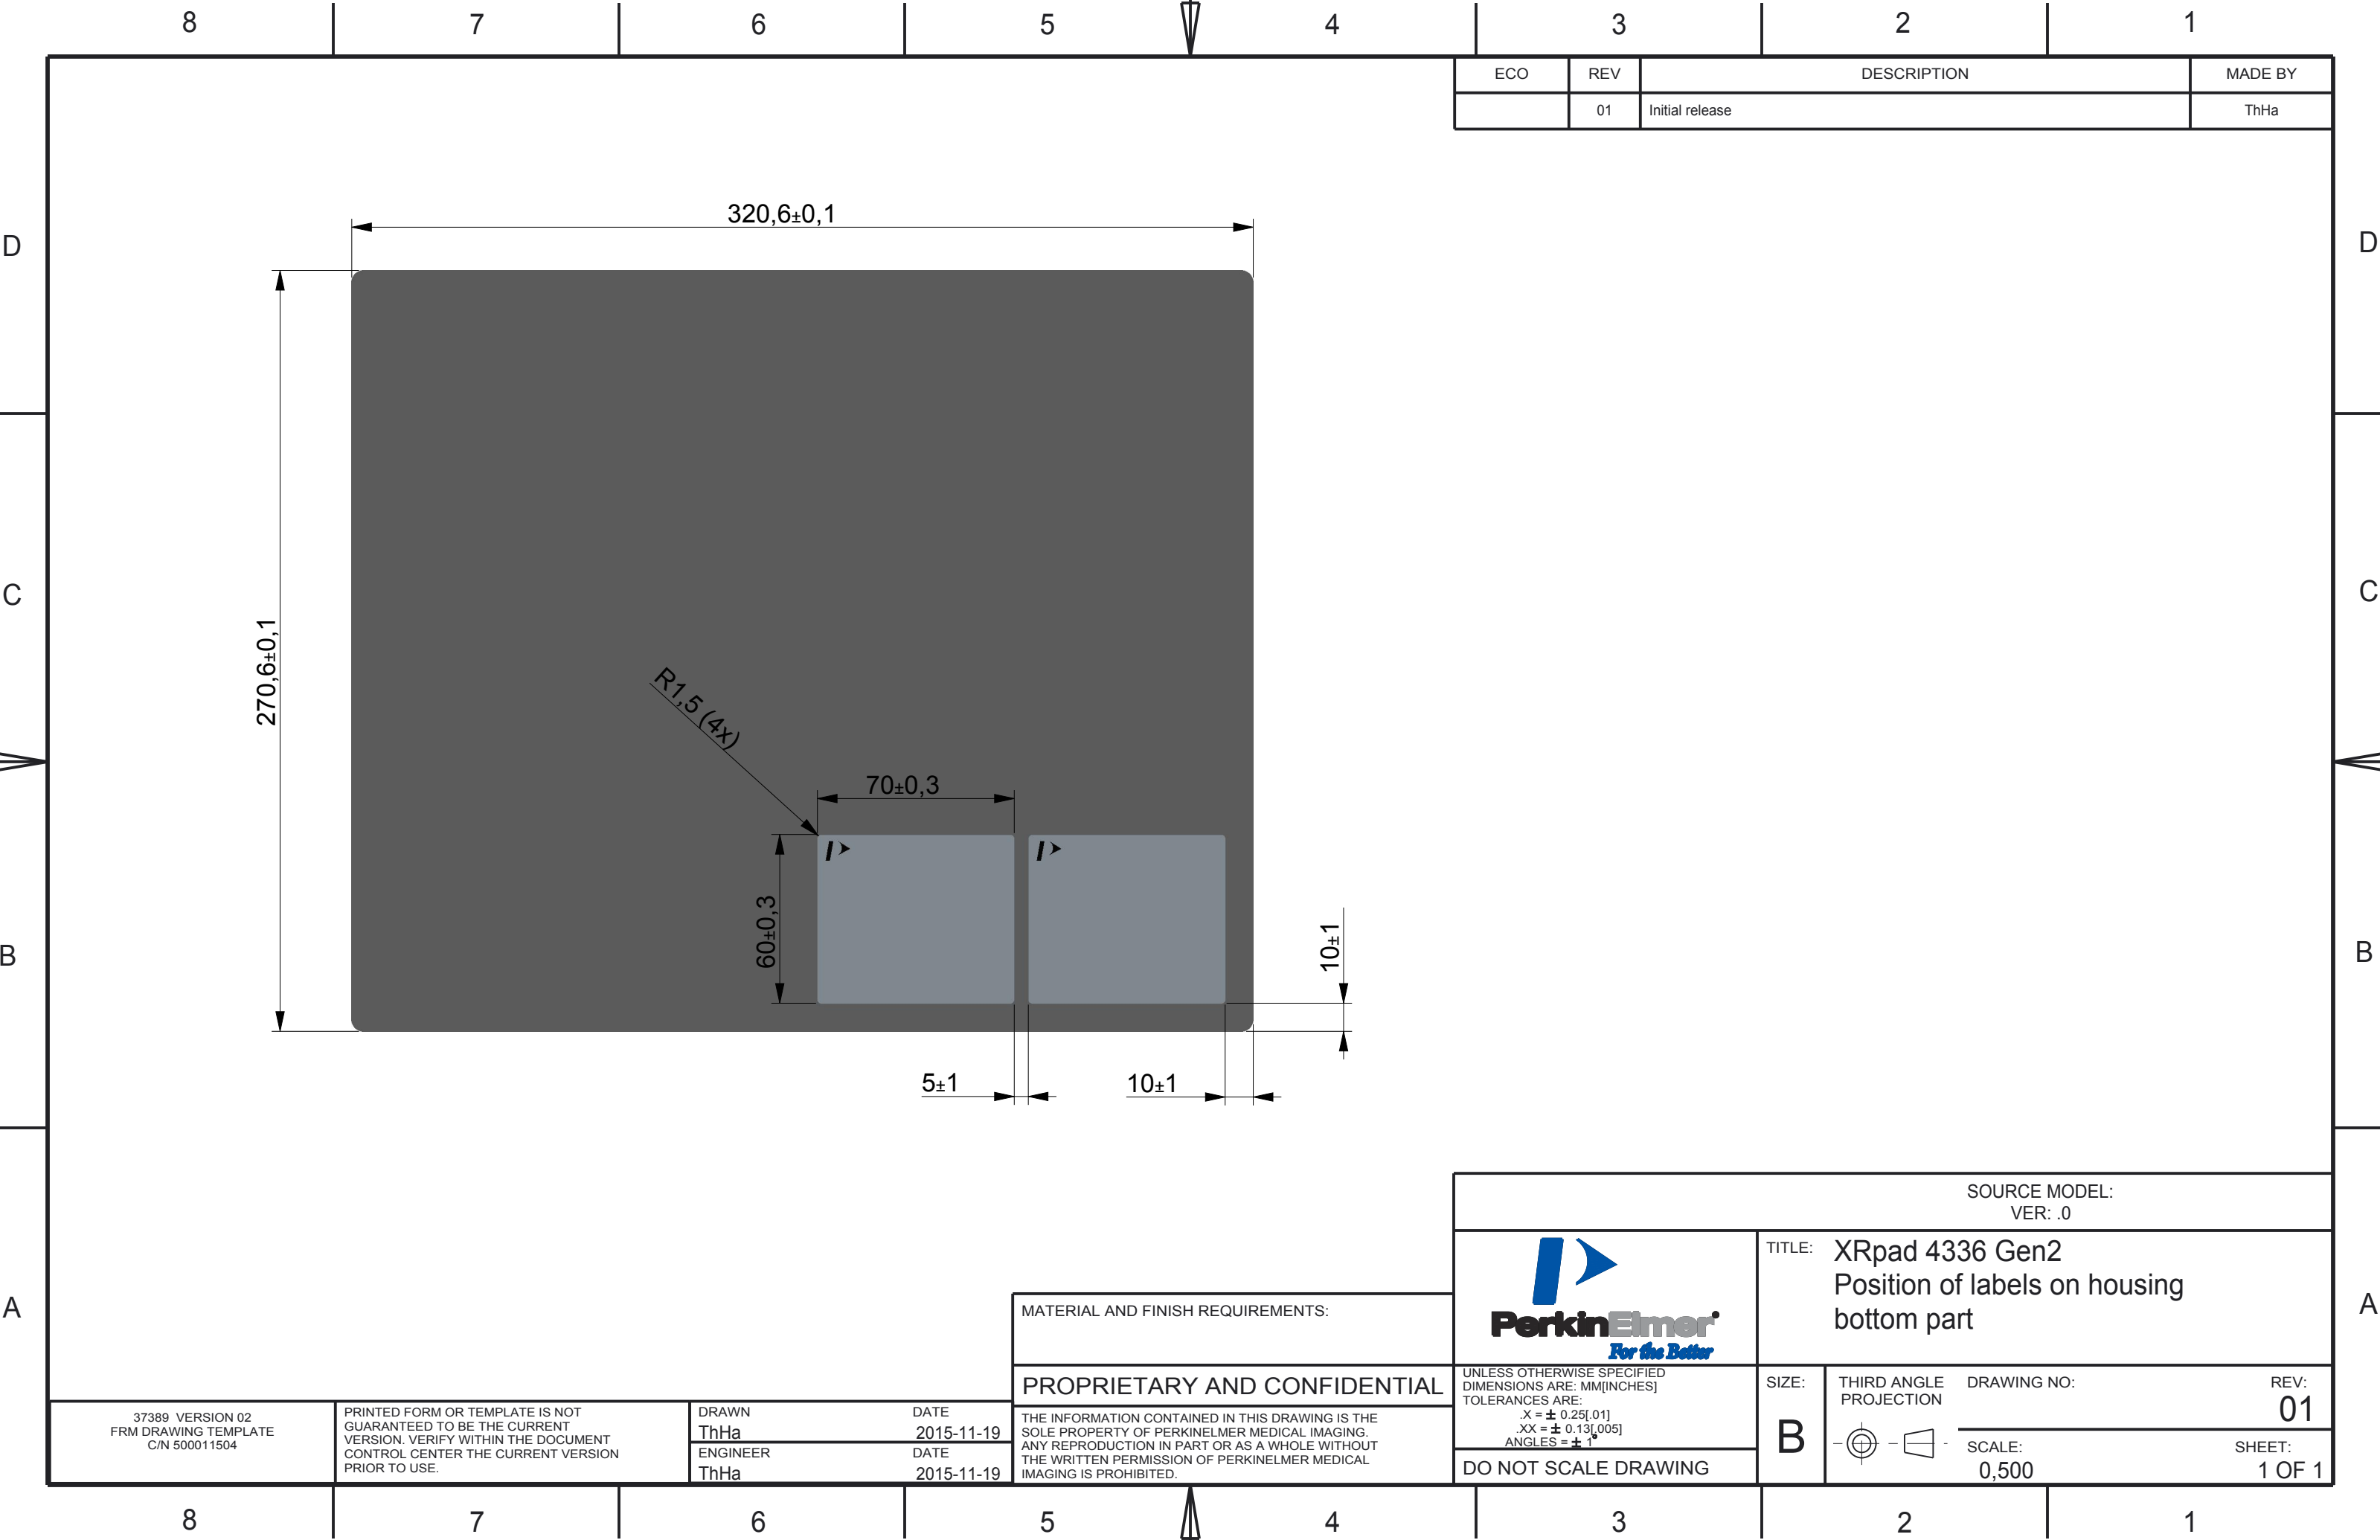 8 7 6 5 4 3 2 1
ECO REV DESCRIPTION MADE BY
01 Initial release ThHa
320,6±0,1
D D
C C
270,6±0,1
R1,5 (4x)
70±0,3
60±0,3
10±1
B B
5±1 10±1
SOURCE MODEL:
VER: .0
TITLE: XRpad 4336 Gen2
Position of labels on housing
bottom part
A A
PerkinElmer
For the Better
MATERIAL AND FINISH REQUIREMENTS:
PROPRIETARY AND CONFIDENTIAL
THE INFORMATION CONTAINED IN THIS DRAWING IS THE
SOLE PROPERTY OF PERKINELMER MEDICAL IMAGING.
ANY REPRODUCTION IN PART OR AS A WHOLE WITHOUT
THE WRITTEN PERMISSION OF PERKINELMER MEDICAL
IMAGING IS PROHIBITED.
UNLESS OTHERWISE SPECIFIED
DIMENSIONS ARE: MM[INCHES]
TOLERANCES ARE:
.X = ± 0.25[.01]
.XX = ± 0.13[.005]
ANGLES = ± 1°
DO NOT SCALE DRAWING
SIZE:
B
THIRD ANGLE
PROJECTION
DRAWING NO:
REV:
01
SCALE:
0,500
SHEET:
1 OF 1
37389 VERSION 02
FRM DRAWING TEMPLATE
C/N 500011504
PRINTED FORM OR TEMPLATE IS NOT
GUARANTEED TO BE THE CURRENT
VERSION. VERIFY WITHIN THE DOCUMENT
CONTROL CENTER THE CURRENT VERSION
PRIOR TO USE.
DRAWN DATE
ThHa 2015-11-19
ENGINEER DATE
ThHa 2015-11-19
8 7 6 5 4 3 2 1